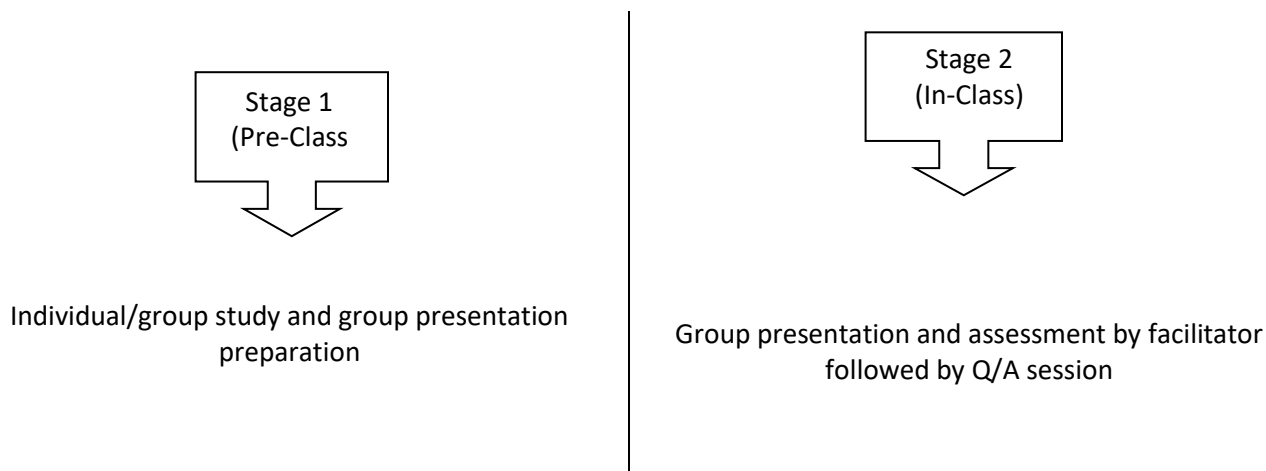 Stage 1
(Pre-Class
Individual/group study and group presentation
preparation
Stage 2
(In-Class)
Group presentation and assessment by facilitator
followed by Q/A session